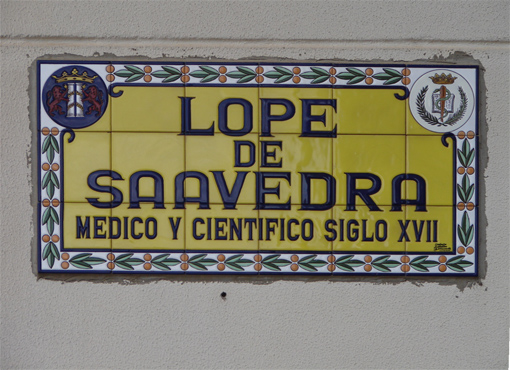 LOPE
DE
SAAVEDRA
MEDICO Y CIENTIFICO SIGLO XVII